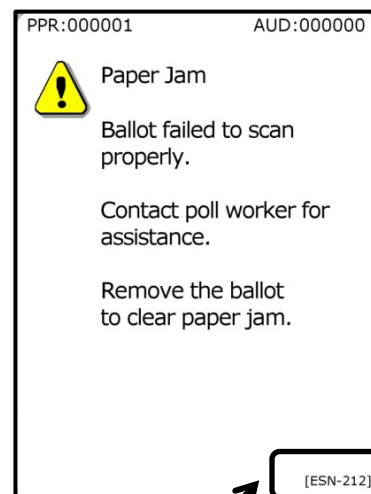 PPR:000001 AUD:000000
Paper Jam
Ballot failed to scan
properly.
Contact poll worker for
assistance.
Remove the ballot
to clear paper jam.
[ESN-212]